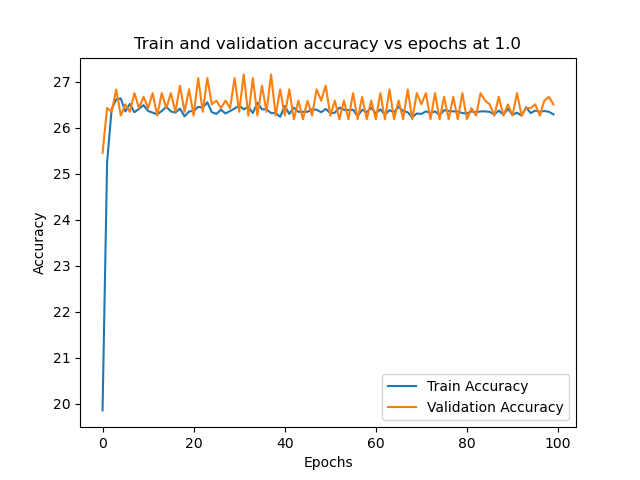 Train and validation accuracy vs epochs at 1.0
27
26
25
24
23
22
21
20
Accuracy
0
20
40
60
80
100
Epochs
Train Accuracy
Validation Accuracy